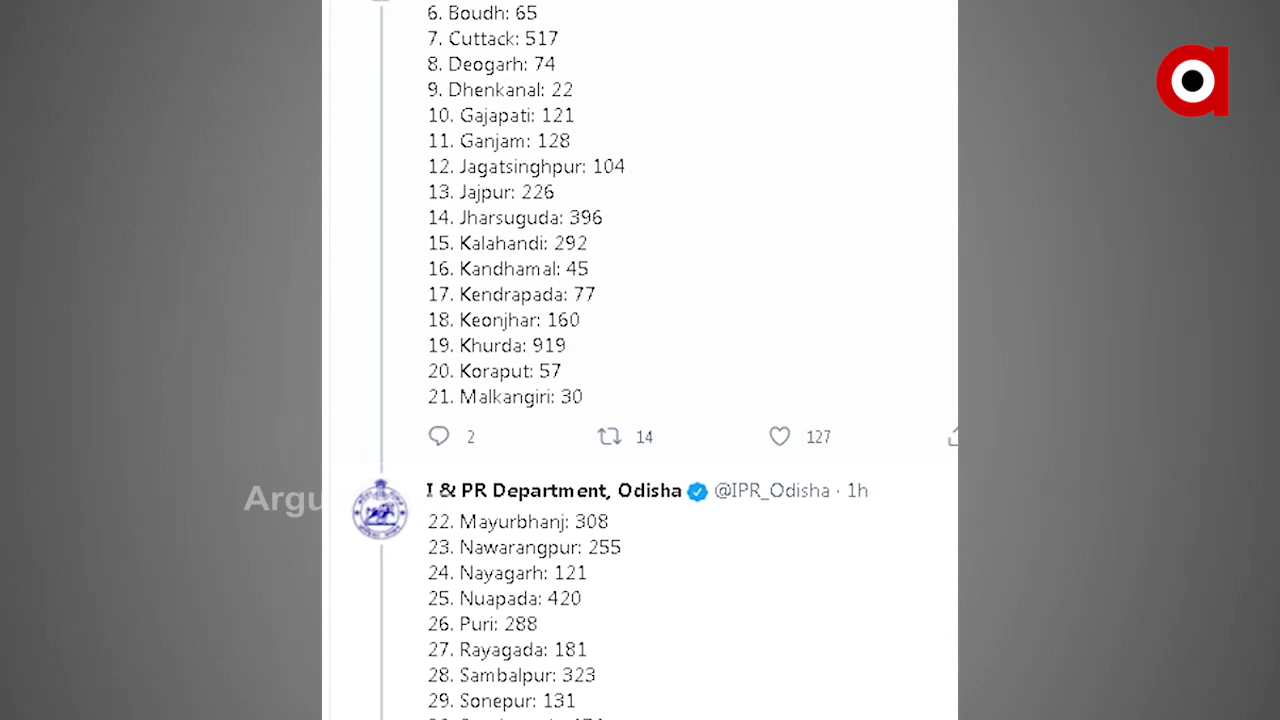 6. Boudh: 65
7. Cuttack: 517
8. Deogarh: 74
9. Dhenkanal: 22
10. Gajapati: 121
11. Ganjam: 128
12. Jagatsinghpur: 104
13. Jajpur: 226
14. Jharsuguda: 396
15. Kalahandi: 292
16. Kandhamal: 45
17. Kendrapada: 77
18. Keonjhar: 160
19. Khurda: 919
20. Koraput: 57
21. Malkangiri: 30
2 14 127
Argu
I & PR Department, Odisha @IPR_Odisha · 1h
22. Mayurbhanj: 308
23. Nawarangpur: 255
24. Nayagarh: 121
25. Nuapada: 420
26. Puri: 288
27. Rayagada: 181
28. Sambalpur: 323
29. Sonepur: 131